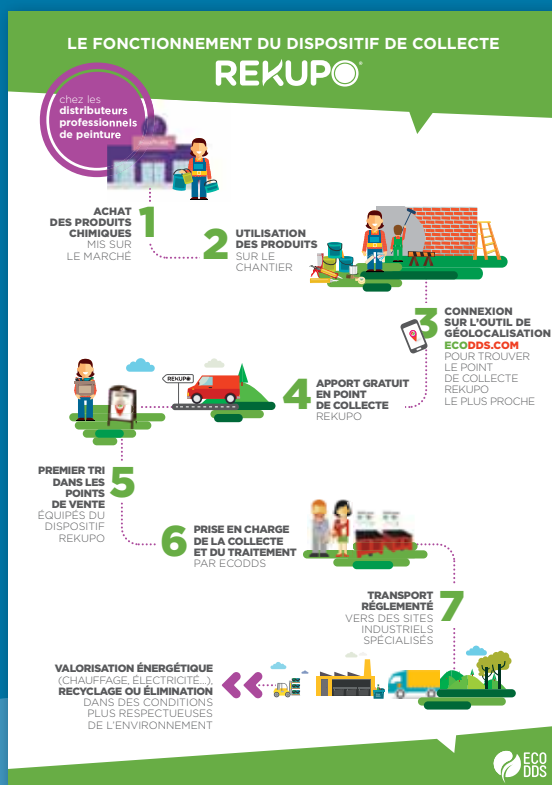 LE FONCTIONNEMENT DU DISPOSITIF DE COLLECTE
REKUPO
chez les
distributeurs
professionnels
de peinture
ACHAT
DES PRODUITS
CHIMIQUES
MIS SUR
LE MARCHÉ
1
2
UTILISATION
DES PRODUITS
SUR LE
CHANTIER
3
CONNEXION
SUR L'OUTIL DE
GÉOLOCALISATION
ECODDS.COM
POUR TROUVER
LE POINT
DE COLLECTE
REKUPO
LE PLUS PROCHE
REKUPO
4
APPORT GRATUIT
EN POINT
DE COLLECTE
REKUPO
PREMIER TRI
DANS LES
POINTS
DE VENTE
ÉQUIPÉS DU
DISPOSITIF
REKUPO
5
6
PRISE EN CHARGE
DE LA COLLECTE
ET DU TRAITEMENT
PAR ECODDS
TRANSPORT
RÉGLEMENTÉ
VERS DES SITES
INDUSTRIELS
SPÉCIALISÉS
7
VALORISATION ÉNERGÉTIQUE
(CHAUFFAGE, ÉLECTRICITÉ...),
RECYCLAGE OU ÉLIMINATION
DANS DES CONDITIONS
PLUS RESPECTUEUSES
DE L'ENVIRONNEMENT
ECO
DDS